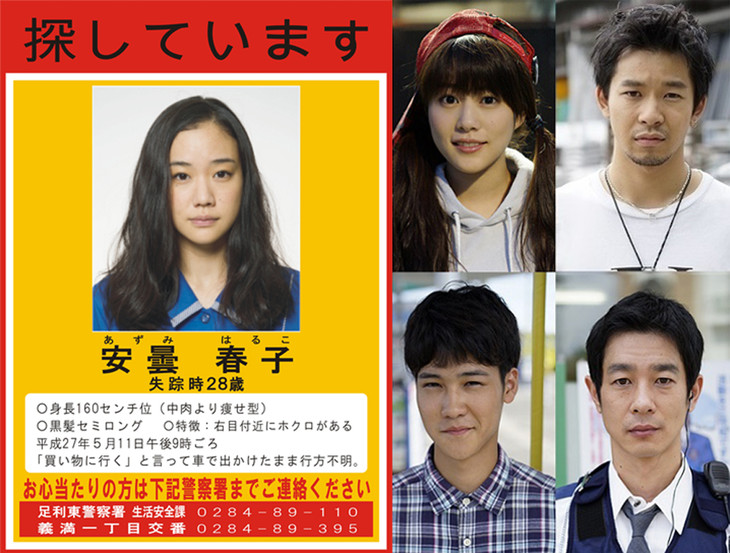 探しています
あずみ はるこ
安曇 春子
失踪時28歳
○身長160センチ位（中肉より痩せ型）
○黒髪セミロング ○特徴：右目付近にホクロがある
平成27年５月11日午後９時ごろ
「買い物に行く」と言って車で出かけたまま行方不明。
お心当たりの方は下記警察署までご連絡ください
足利東警察署 生活安全課 0284-89-110
義満一丁目交番 0284-89-395